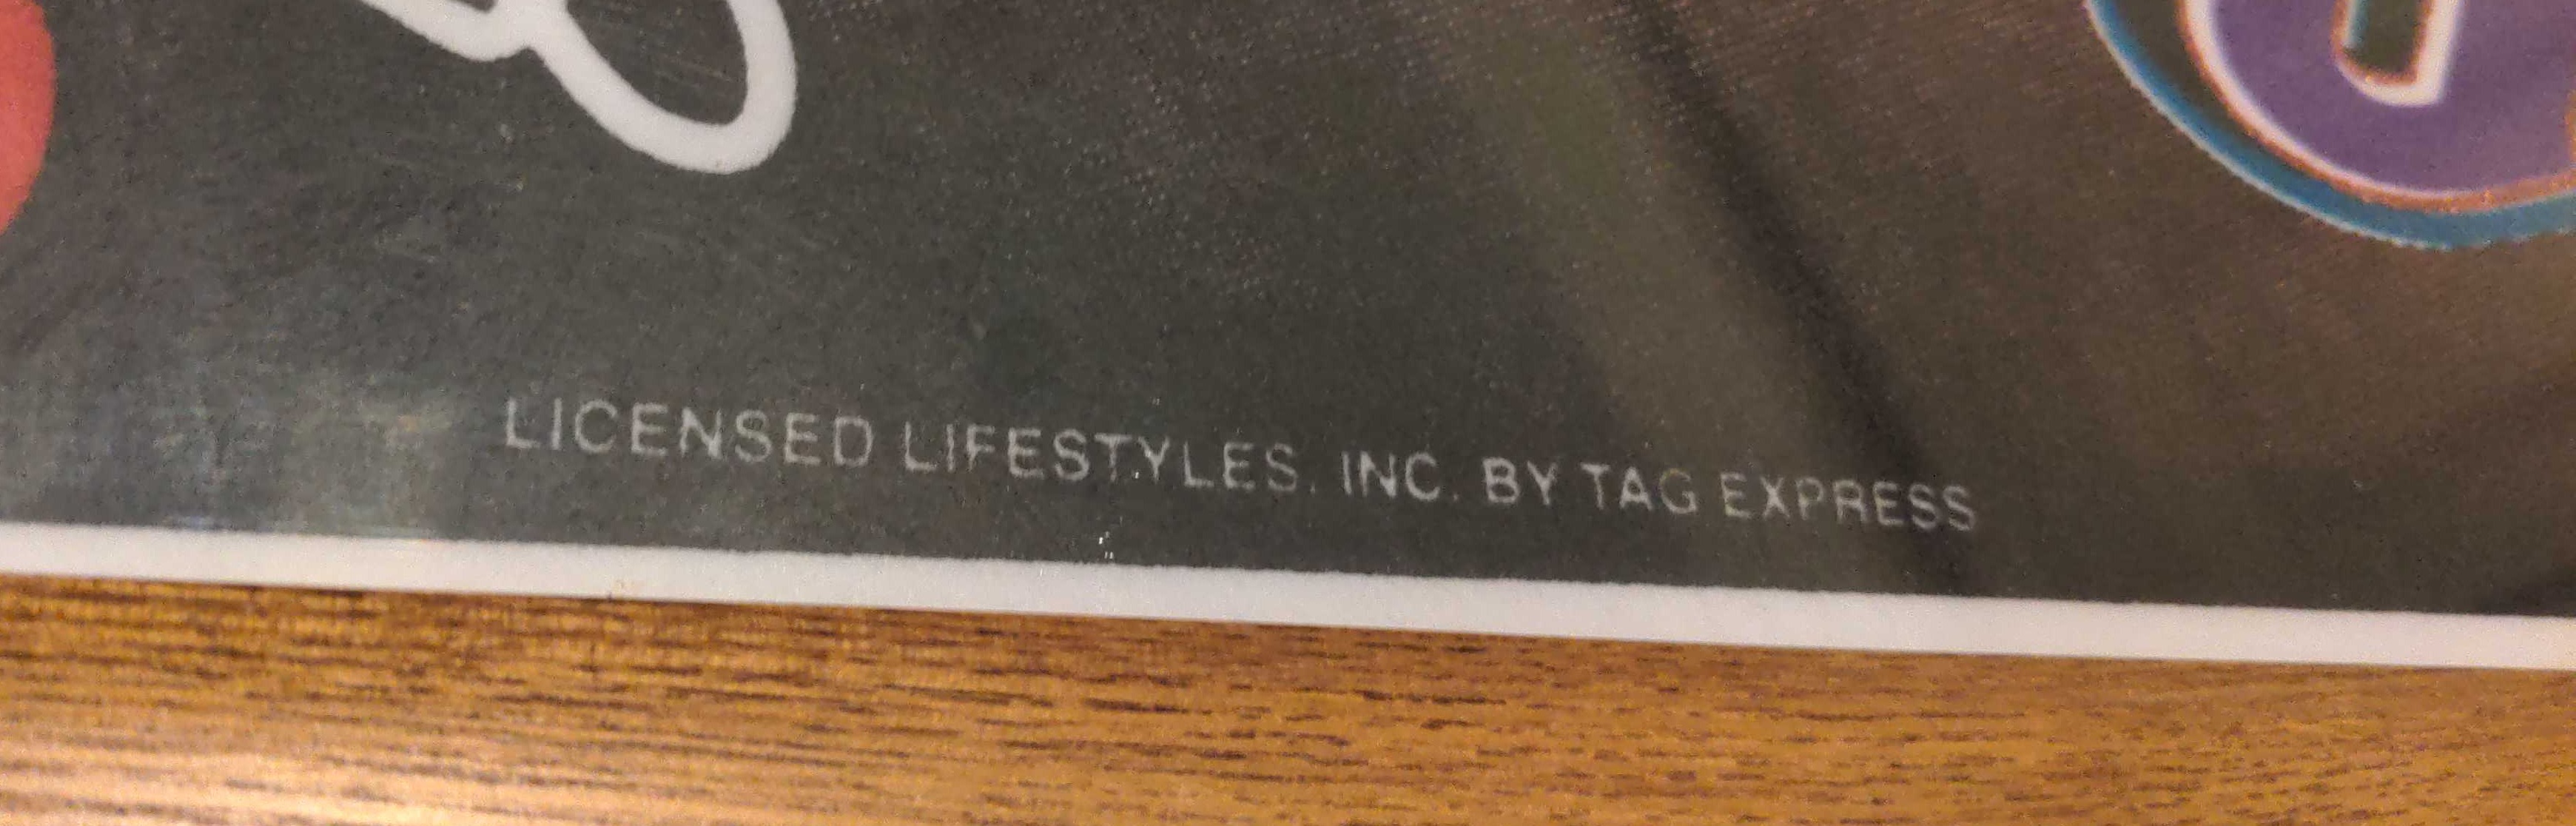 LICENSED LIFESTYLES, INC. BY TAG EXPRESS